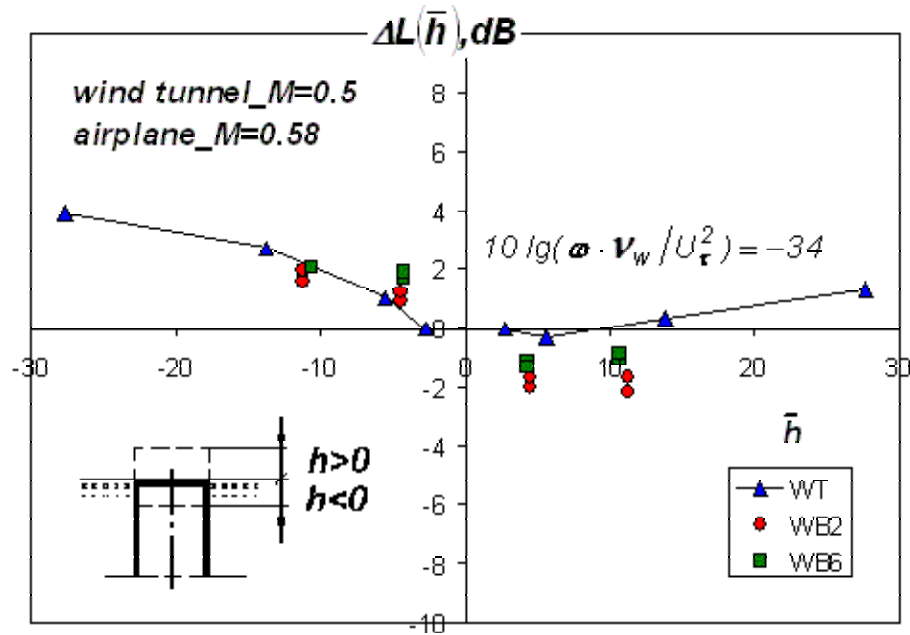 ΔL(h̄),dB
wind tunnel_M=0.5
airplane_M=0.58
8
6
4
10 lg(ω · ν_w / U_τ^2) = −34
2
0
-30 -20 -10 0 10 20 30
-2
h̄
-4
h>0
h<0
-6
WT
WB2
WB6
-8
-10